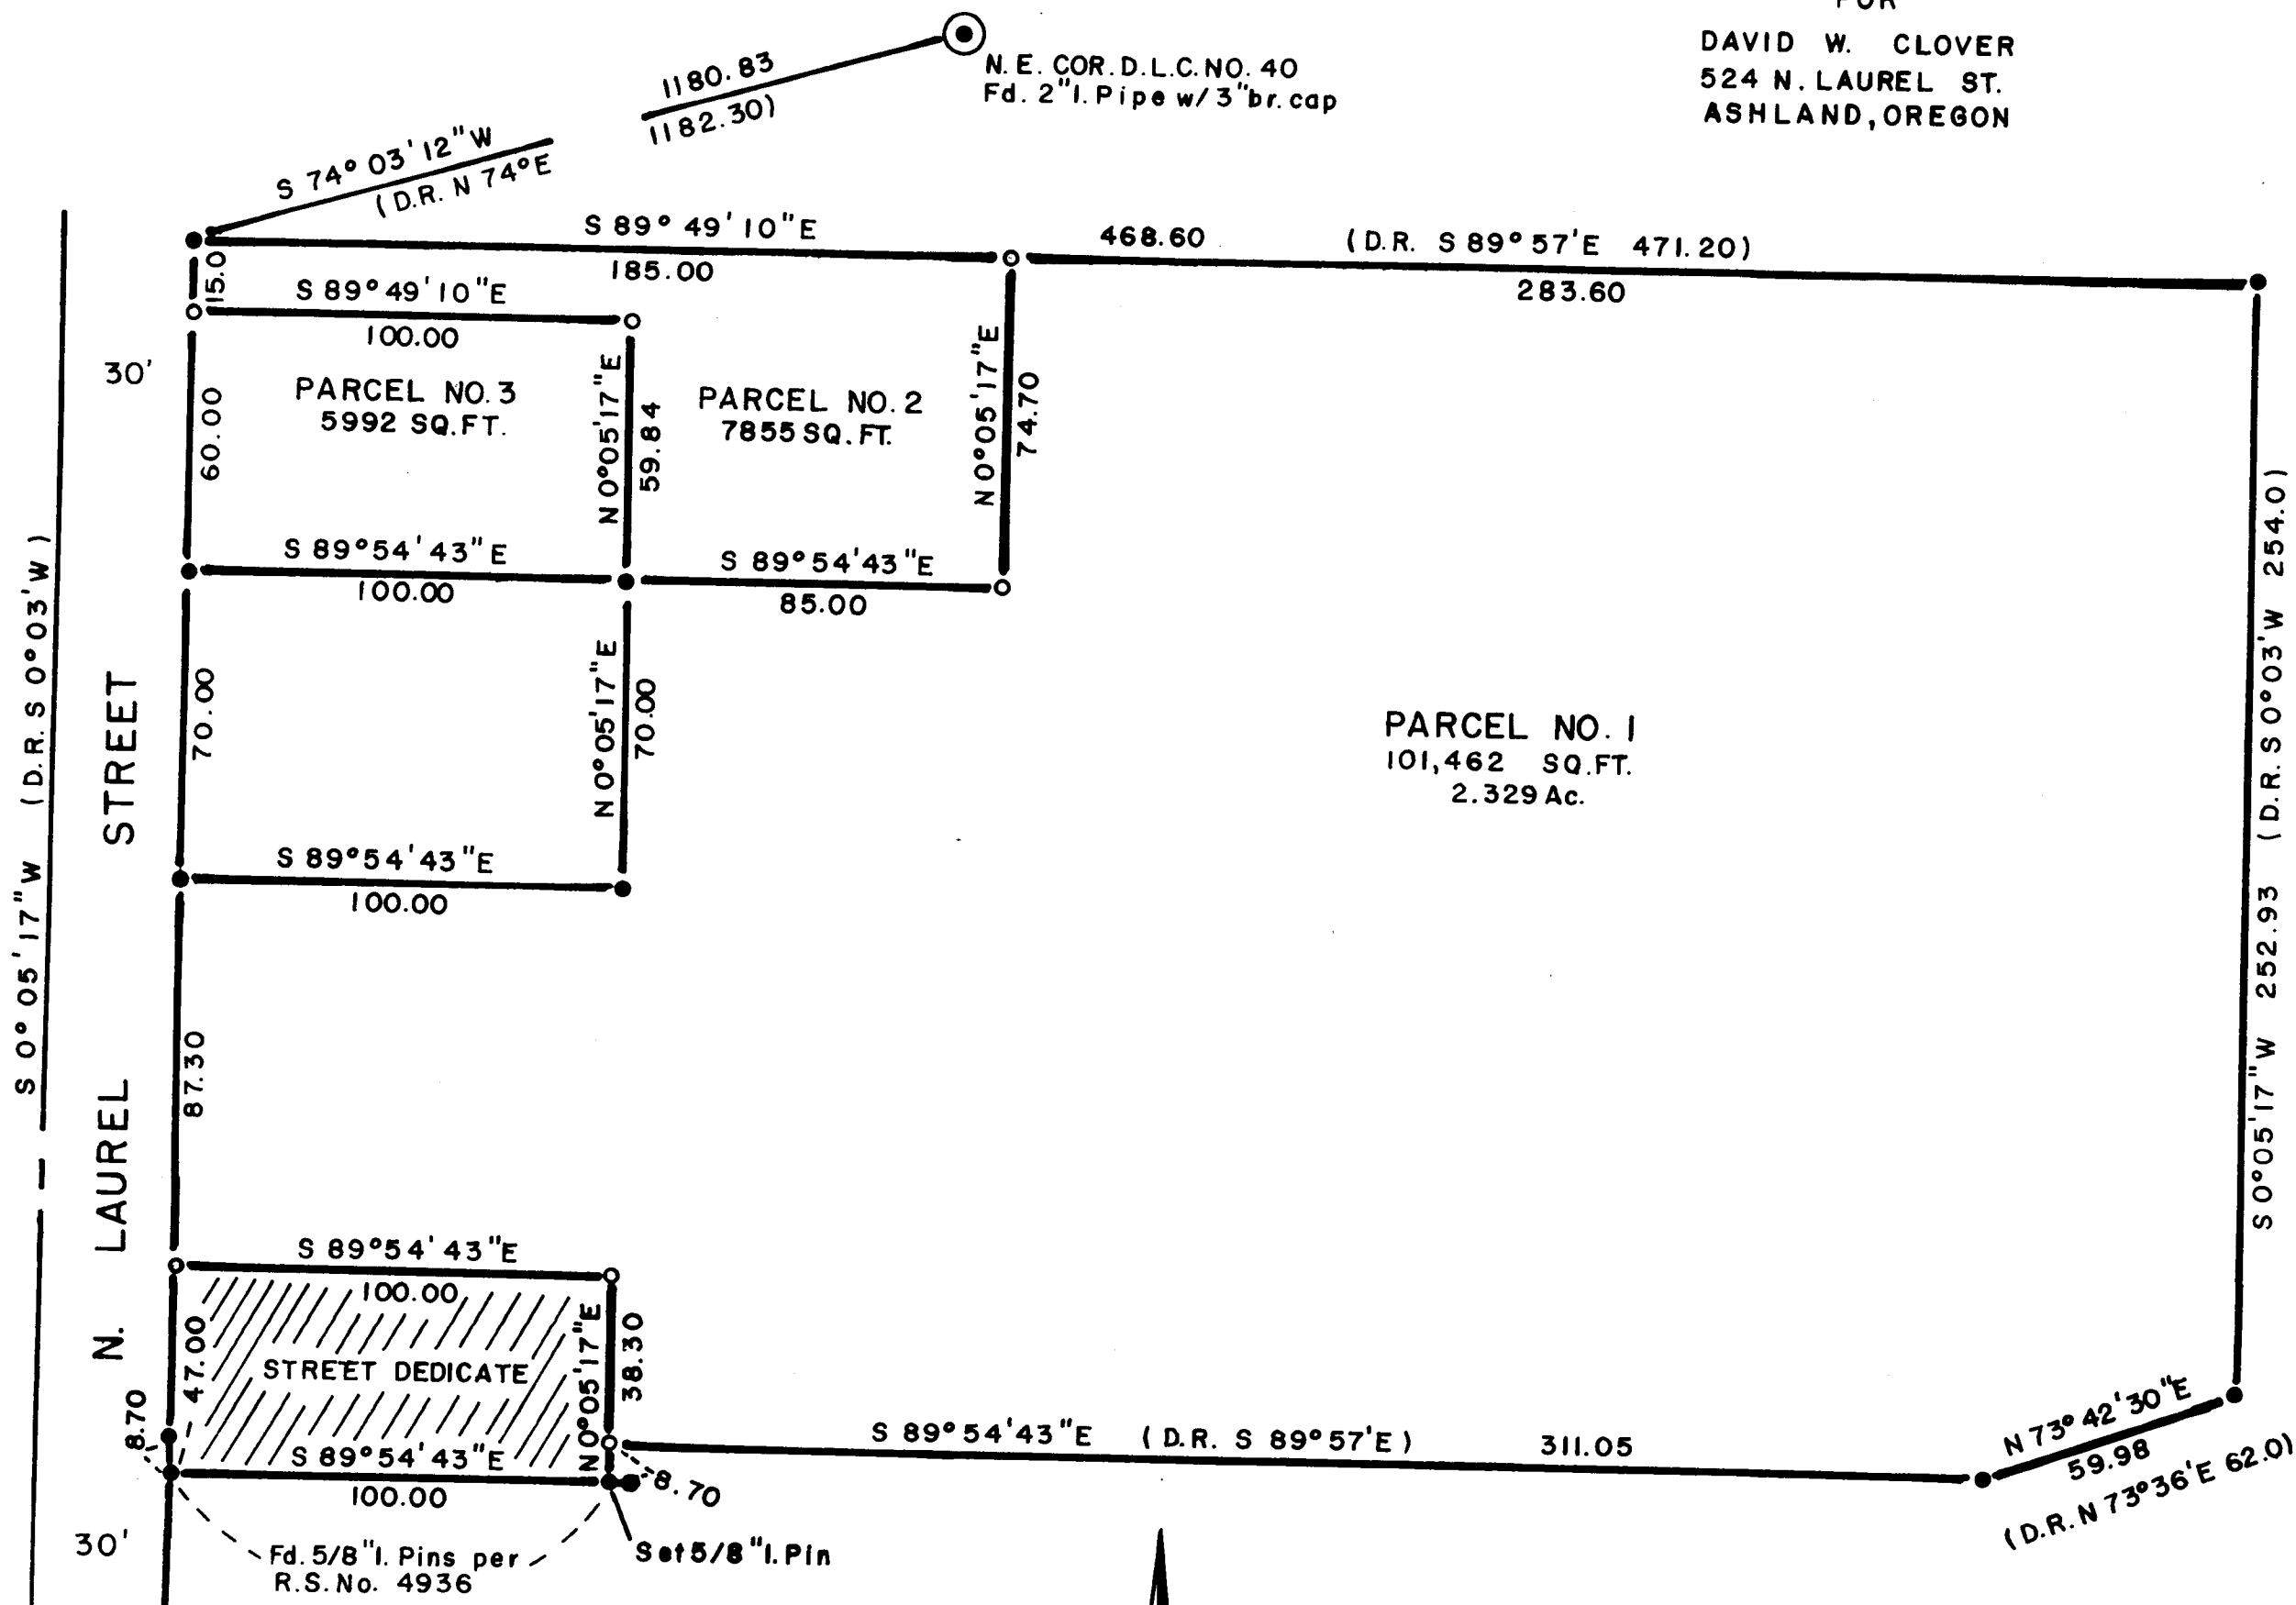 FOR
DAVID W. CLOVER
524 N. LAUREL ST.
ASHLAND, OREGON
N. E. COR. D.L.C. NO. 40
Fd. 2"I. Pipe w/ 3"br. cap
1180.83
1182.30)
S 74° 03' 12" W
(D.R. N 74°E
S 89° 49' 10" E
185.00
468.60 (D.R. S 89° 57' E 471.20)
283.60
15.0
S 89° 49' 10" E
100.00
30'
60.00
PARCEL NO. 3
5992 SQ. FT.
N 0° 05' 17" E
59.84
PARCEL NO. 2
7855 SQ. FT.
N 0° 05' 17" E
74.70
S 89° 54' 43" E
100.00
S 89° 54' 43" E
85.00
S 0° 05' 17" W (D.R. S 0° 03' W)
N. LAUREL STREET
70.00
N 0° 05' 17" E
70.00
S 89° 54' 43" E
100.00
PARCEL NO. 1
101,462 SQ. FT.
2.329 Ac.
S 0° 05' 17" W 252.93 (D.R. S 0° 03' W 254.0)
87.30
S 89° 54' 43" E
100.00
47.00
STREET DEDICATE
N 0° 05' 17" E
38.30
8.70
S 89° 54' 43" E
100.00
8.70
S 89° 54' 43" E (D.R. S 89° 57' E) 311.05
N 73° 42' 30" E
59.98
(D.R. N 73° 36' E 62.0)
30'
Fd. 5/8"I. Pins per
R.S. No. 4936
Set 5/8"I. Pin